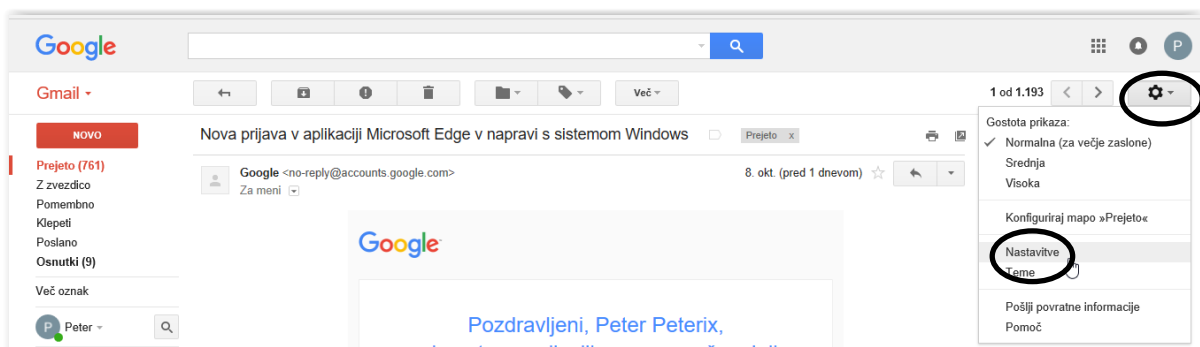 Google
P
Gmail
Več
1 od 1.193
Gostota prikaza:
Normalna (za večje zaslone)
Srednja
Visoka
Konfiguriraj mapo »Prejeto«
Nastavitve
Teme
Pošlji povratne informacije
Pomoč
NOVO
Prejeto (761)
Z zvezdico
Pomembno
Klepeti
Poslano
Osnutki (9)
Več oznak
P Peter
Nova prijava v aplikaciji Microsoft Edge v napravi s sistemom Windows Prejeto x
Google <no-reply@accounts.google.com> 8. okt. (pred 1 dnevom)
Za meni
Google
Pozdravljeni, Peter Peterix,